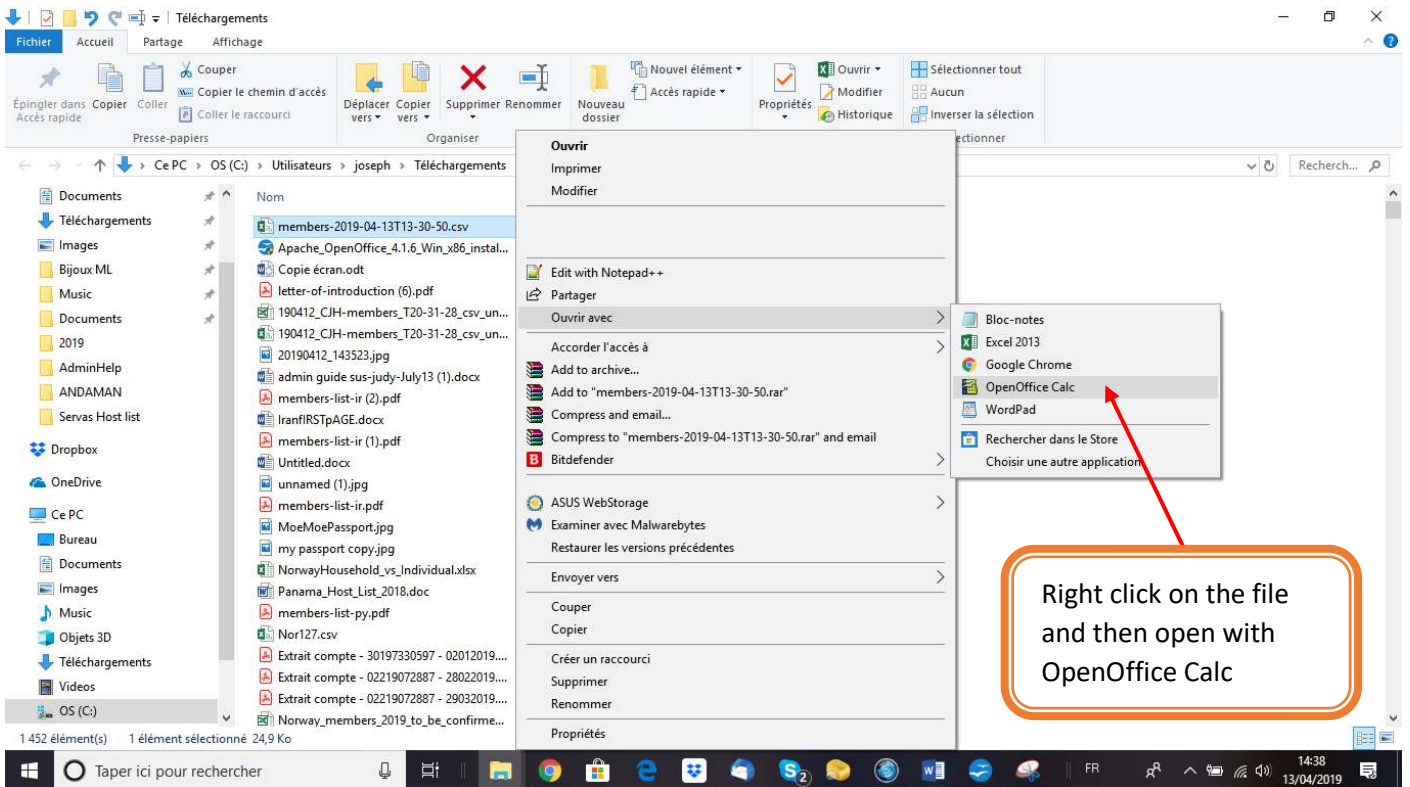 Téléchargements
Fichier Accueil Partage Affichage
Épingler dans Accès rapide
Copier
Coller
Couper
Copier le chemin d'accès
Coller le raccourci
Presse-papiers
Déplacer vers
Copier vers
Supprimer
Renommer
Organiser
Nouveau dossier
Nouvel élément
Accès rapide
Propriétés
Ouvrir
Modifier
Historique
Sélectionner tout
Aucun
Inverser la sélection
ectionner
Ce PC > OS (C:) > Utilisateurs > joseph > Téléchargements
Recherch...
Documents
Téléchargements
Images
Bijoux ML
Music
Documents
2019
AdminHelp
ANDAMAN
Servas Host list
Dropbox
OneDrive
Ce PC
Bureau
Documents
Images
Music
Objets 3D
Téléchargements
Videos
OS (C:)
Nom
members-2019-04-13T13-30-50.csv
Apache_OpenOffice_4.1.6_Win_x86_instal...
Copie écran.odt
letter-of-introduction (6).pdf
190412_CJH-members_T20-31-28_csv_un...
190412_CJH-members_T20-31-28_csv_un...
20190412_143523.jpg
admin guide sus-judy-July13 (1).docx
members-list-ir (2).pdf
IranfIRSTpAGE.docx
members-list-ir (1).pdf
Untitled.docx
unnamed (1).jpg
members-list-ir.pdf
MoeMoePassport.jpg
my passport copy.jpg
NorwayHousehold_vs_Individual.xlsx
Panama_Host_List_2018.doc
members-list-py.pdf
Nor127.csv
Extrait compte - 30197330597 - 02012019....
Extrait compte - 02219072887 - 28022019....
Extrait compte - 02219072887 - 29032019....
Norway_members_2019_to_be_confirme...
Ouvrir
Imprimer
Modifier
Edit with Notepad++
Partager
Ouvrir avec
Accorder l'accès à
Add to archive...
Add to "members-2019-04-13T13-30-50.rar"
Compress and email...
Compress to "members-2019-04-13T13-30-50.rar" and email
Bitdefender
ASUS WebStorage
Examiner avec Malwarebytes
Restaurer les versions précédentes
Envoyer vers
Couper
Copier
Créer un raccourci
Supprimer
Renommer
Propriétés
Bloc-notes
Excel 2013
Google Chrome
OpenOffice Calc
WordPad
Rechercher dans le Store
Choisir une autre application
Right click on the file
and then open with
OpenOffice Calc
1 452 élément(s) 1 élément sélectionné 24,9 Ko
Taper ici pour rechercher
FR
14:38
13/04/2019